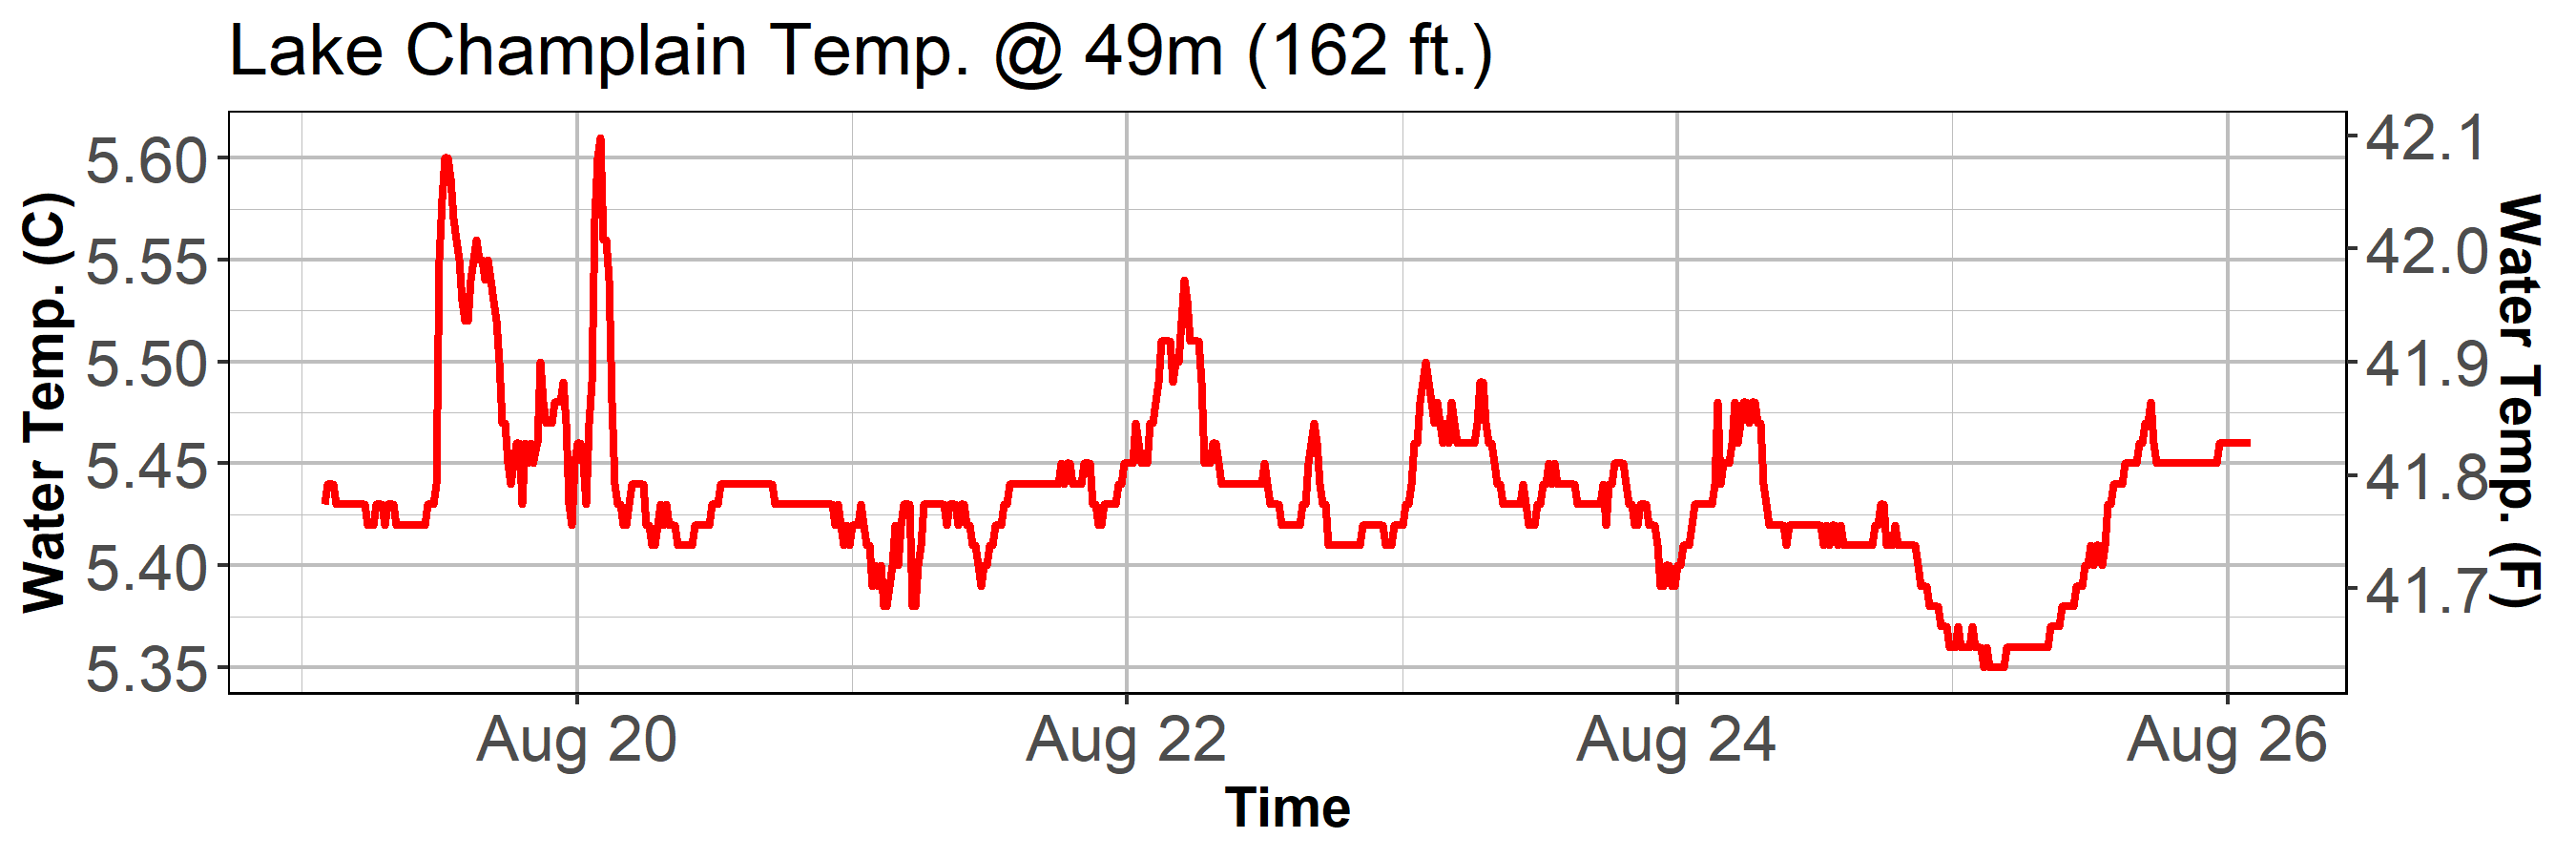 Lake Champlain Temp. @ 49m (162 ft.)
Water Temp. (C)
5.60
5.55
5.50
5.45
5.40
5.35
42.1
42.0
41.9
41.8
41.7
Water Temp. (F)
Aug 20
Aug 22
Aug 24
Aug 26
Time